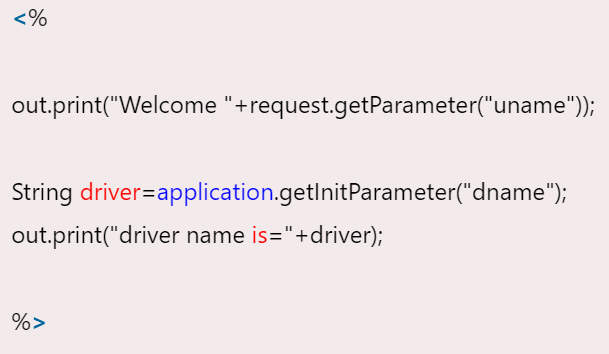 <%
out.print("Welcome "+request.getParameter("uname"));
String driver=application.getInitParameter("dname");
out.print("driver name is="+driver);
%>